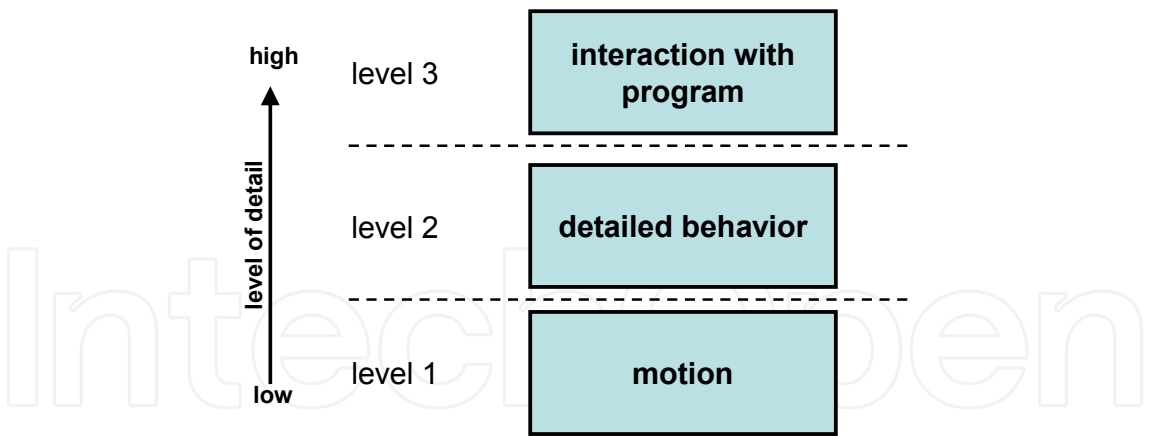 high
level 3
interaction with
program
level of detail
level 2
detailed behavior
level 1
motion
low
IntechOpen